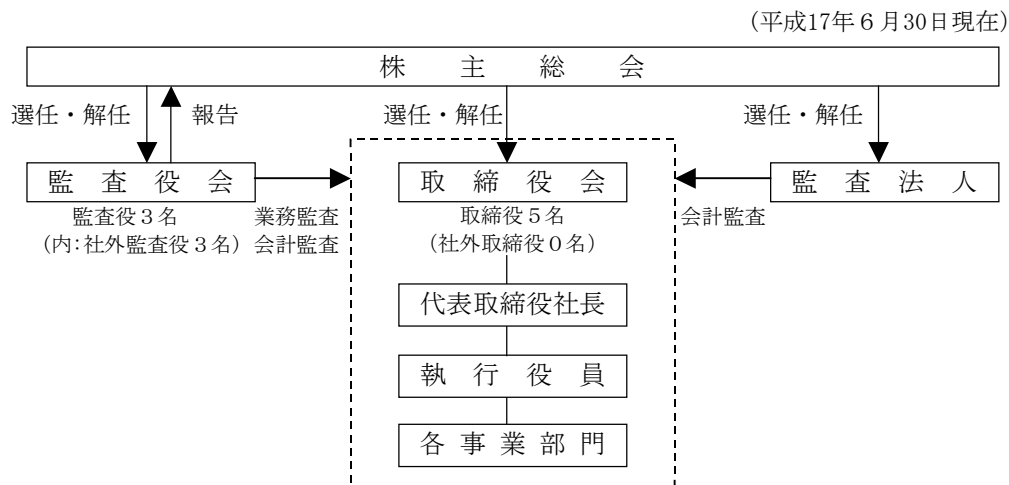 (平成17年6月30日現在)
株主総会
選任・解任 報告 選任・解任 選任・解任
監査役会 取締役会 監査法人
監査役3名 業務監査 取締役5名 会計監査
(内:社外監査役3名) 会計監査 (社外取締役0名)
代表取締役社長
執行役員
各事業部門